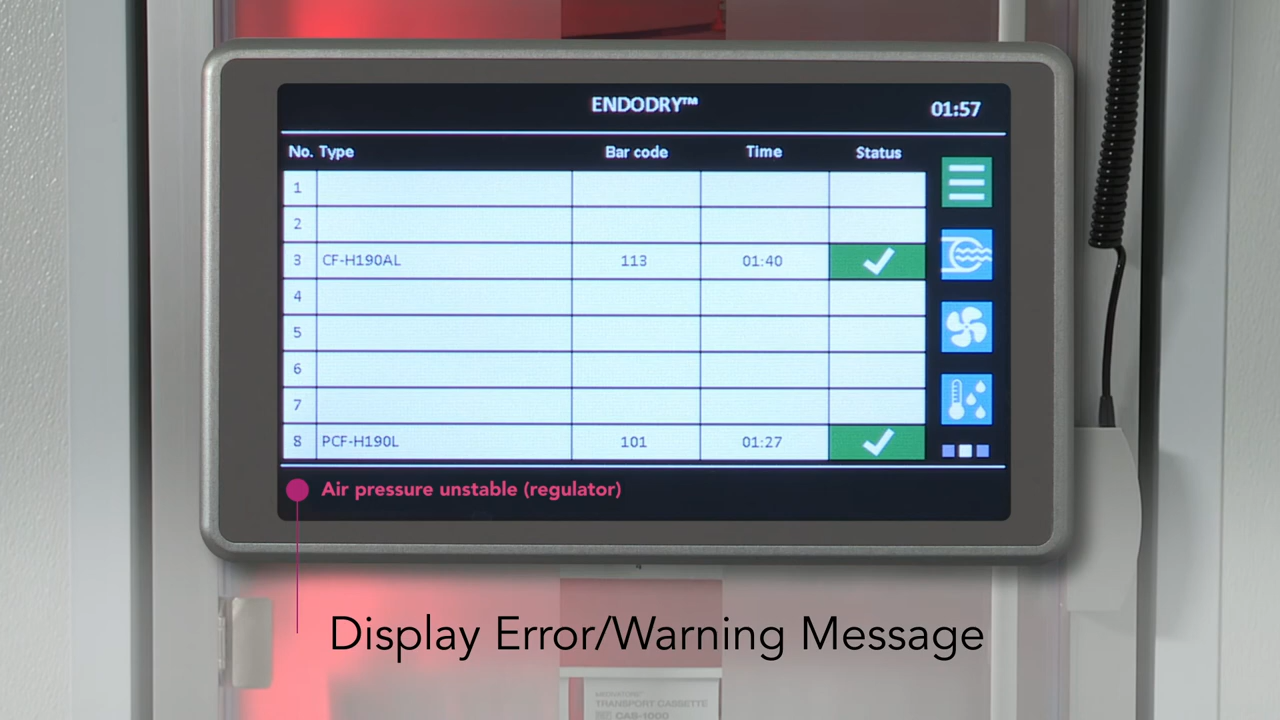 ENDODRY™
01:57
No. Type Bar code Time Status
1
2
3 CF-H190AL 113 01:40
4
5
6
7
8 PCF-H190L 101 01:27
Air pressure unstable (regulator)
4
Display Error/Warning Message
TRANSPORT CASSETTE
CAS-1000